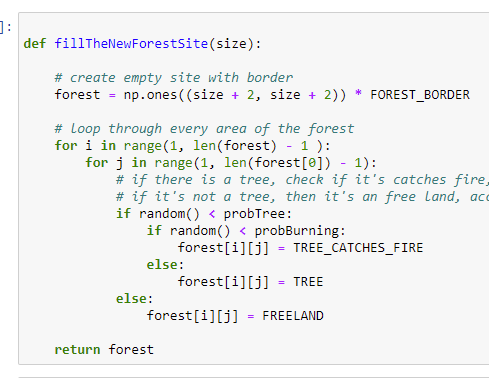 ]:
def fillTheNewForestSite(size):
# create empty site with border
forest = np.ones((size + 2, size + 2)) * FOREST_BORDER
# loop through every area of the forest
for i in range(1, len(forest) - 1 ):
for j in range(1, len(forest[0]) - 1):
# if there is a tree, check if it's catches fire,
# if it's not a tree, then it's an free land, acc
if random() < probTree:
if random() < probBurning:
forest[i][j] = TREE_CATCHES_FIRE
else:
forest[i][j] = TREE
else:
forest[i][j] = FREELAND
return forest